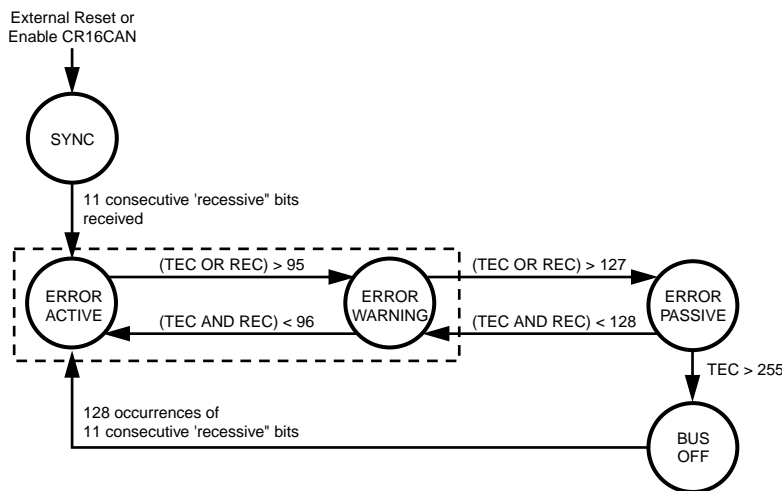 External Reset or
Enable CR16CAN
SYNC
11 consecutive 'recessive" bits
received
(TEC OR REC) > 95
(TEC OR REC) > 127
ERROR
ACTIVE
ERROR
WARNING
ERROR
PASSIVE
(TEC AND REC) < 96
(TEC AND REC) < 128
TEC > 255
128 occurrences of
11 consecutive 'recessive" bits
BUS
OFF